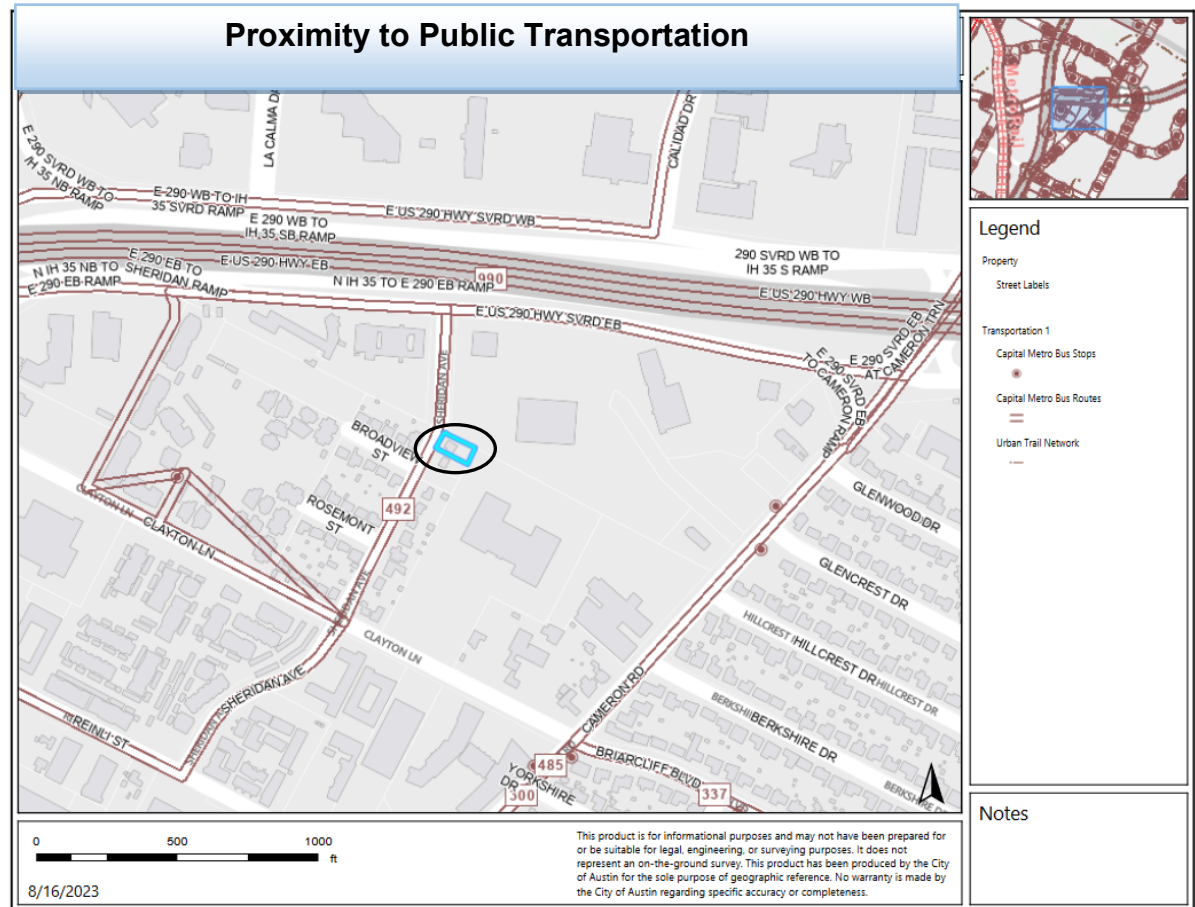 Proximity to Public Transportation
LA CALMA DR
CALIDAD DR
E 290 SVRD WB TO
IH 35 NB RAMP
E 290 WB TO IH
35 SVRD RAMP
E 290 WB TO
IH 35 SB RAMP
E US 290 HWY SVRD WB
290 SVRD WB TO
IH 35 S RAMP
E 290 EB TO
SHERIDAN RAMP
E US 290 HWY EB
N IH 35 NB TO
E 290 EB RAMP
N IH 35 TO E 290 EB RAMP
990
E US 290 HWY WB
E US 290 HWY SVRD EB
E 290 SVRD EB
AT CAMERON TRN
E 290 SVRD EB
TO CAMERON RAMP
SHERIDAN AVE
BROADVIEW
ST
492
ROSEMONT
ST
CLAYTON LN
CLAYTON LN
SHERIDAN AVE
CLAYTON LN
GLENWOOD DR
GLENCREST DR
HILLCREST
HILLCREST DR
HILLCREST DR
CAMERON RD
BERKSHI
BERKSHIRE DR
BERKSHIRE DR
SHERIDAN AVE
SHERIDAN A
REINLI ST
485
BRIARCLIFF BLVD
YORKSHIRE
DR
300
337
Legend
Property
Street Labels
Transportation 1
Capital Metro Bus Stops
Capital Metro Bus Routes
Urban Trail Network
Notes
MetroRail
0 500 1000
ft
8/16/2023
This product is for informational purposes and may not have been prepared for
or be suitable for legal, engineering, or surveying purposes. It does not
represent an on-the-ground survey. This product has been produced by the City
of Austin for the sole purpose of geographic reference. No warranty is made by
the City of Austin regarding specific accuracy or completeness.